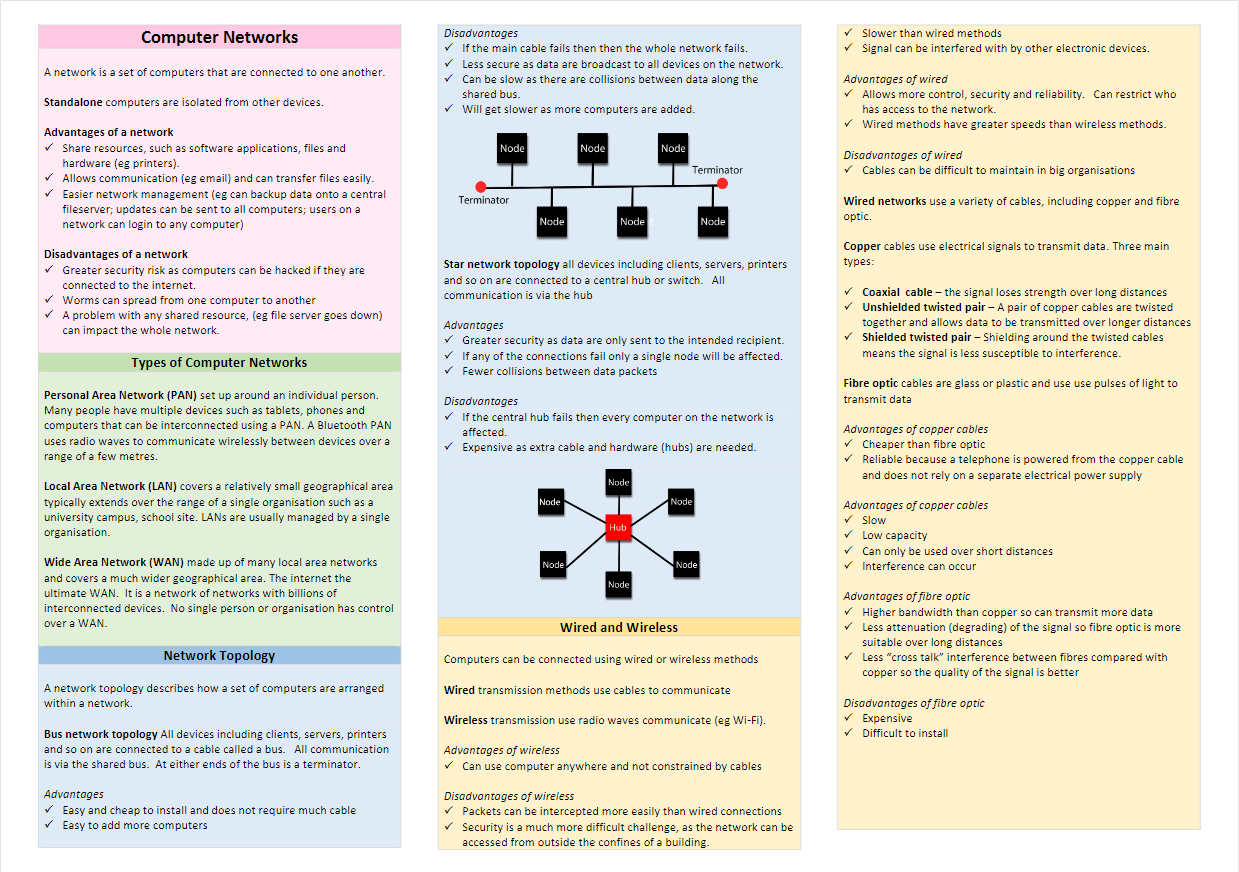 Computer Networks
A network is a set of computers that are connected to one another.
Standalone computers are isolated from other devices.
Advantages of a network
✓ Share resources, such as software applications, files and
hardware (eg printers).
✓ Allows communication (eg email) and can transfer files easily.
✓ Easier network management (eg can backup data onto a central
fileserver; updates can be sent to all computers; users on a
network can login to any computer)
Disadvantages of a network
✓ Greater security risk as computers can be hacked if they are
connected to the internet.
✓ Worms can spread from one computer to another
✓ A problem with any shared resource, (eg file server goes down)
can impact the whole network.
Types of Computer Networks
Personal Area Network (PAN) set up around an individual person.
Many people have multiple devices such as tablets, phones and
computers that can be interconnected using a PAN. A Bluetooth PAN
uses radio waves to communicate wirelessly between devices over a
range of a few metres.
Local Area Network (LAN) covers a relatively small geographical area
typically extends over the range of a single organisation such as a
university campus, school site. LANs are usually managed by a single
organisation.
Wide Area Network (WAN) made up of many local area networks
and covers a much wider geographical area. The internet the
ultimate WAN. It is a network of networks with billions of
interconnected devices. No single person or organisation has control
over a WAN.
Network Topology
A network topology describes how a set of computers are arranged
within a network.
Bus network topology All devices including clients, servers, printers
and so on are connected to a cable called a bus. All communication
is via the shared bus. At either ends of the bus is a terminator.
Advantages
✓ Easy and cheap to install and does not require much cable
✓ Easy to add more computers
Disadvantages
✓ If the main cable fails then then the whole network fails.
✓ Less secure as data are broadcast to all devices on the network.
✓ Can be slow as there are collisions between data along the
shared bus.
✓ Will get slower as more computers are added.
Node Node Node
Terminator
Terminator
Node Node Node
Star network topology all devices including clients, servers, printers
and so on are connected to a central hub or switch. All
communication is via the hub
Advantages
✓ Greater security as data are only sent to the intended recipient.
✓ If any of the connections fail only a single node will be affected.
✓ Fewer collisions between data packets
Disadvantages
✓ If the central hub fails then every computer on the network is
affected.
✓ Expensive as extra cable and hardware (hubs) are needed.
Node
Node Node
Hub
Node Node
Node
Wired and Wireless
Computers can be connected using wired or wireless methods
Wired transmission methods use cables to communicate
Wireless transmission use radio waves communicate (eg Wi-Fi).
Advantages of wireless
✓ Can use computer anywhere and not constrained by cables
Disadvantages of wireless
✓ Packets can be intercepted more easily than wired connections
✓ Security is a much more difficult challenge, as the network can be
accessed from outside the confines of a building.
✓ Slower than wired methods
✓ Signal can be interfered with by other electronic devices.
Advantages of wired
✓ Allows more control, security and reliability. Can restrict who
has access to the network.
✓ Wired methods have greater speeds than wireless methods.
Disadvantages of wired
✓ Cables can be difficult to maintain in big organisations
Wired networks use a variety of cables, including copper and fibre
optic.
Copper cables use electrical signals to transmit data. Three main
types:
✓ Coaxial cable – the signal loses strength over long distances
✓ Unshielded twisted pair – A pair of copper cables are twisted
together and allows data to be transmitted over longer distances
✓ Shielded twisted pair – Shielding around the twisted cables
means the signal is less susceptible to interference.
Fibre optic cables are glass or plastic and use use pulses of light to
transmit data
Advantages of copper cables
✓ Cheaper than fibre optic
✓ Reliable because a telephone is powered from the copper cable
and does not rely on a separate electrical power supply
Advantages of copper cables
✓ Slow
✓ Low capacity
✓ Can only be used over short distances
✓ Interference can occur
Advantages of fibre optic
✓ Higher bandwidth than copper so can transmit more data
✓ Less attenuation (degrading) of the signal so fibre optic is more
suitable over long distances
✓ Less “cross talk” interference between fibres compared with
copper so the quality of the signal is better
Disadvantages of fibre optic
✓ Expensive
✓ Difficult to install